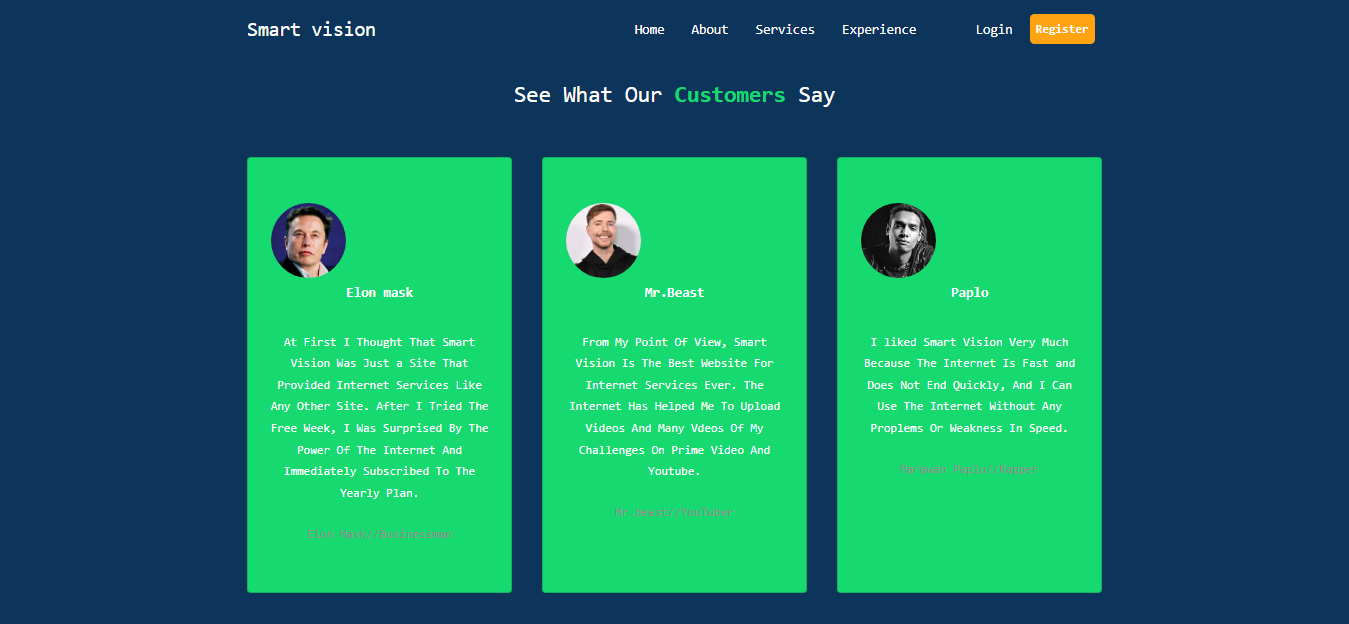 Smart vision
Home About Services Experience Login Register
See What Our Customers Say
Elon mask
At First I Thought That Smart
Vision Was Just a Site That
Provided Internet Services Like
Any Other Site. After I Tried The
Free Week, I Was Surprised By The
Power Of The Internet And
Immediately Subscribed To The
Yearly Plan.
Elon Mask//Businessman
Mr.Beast
From My Point Of View, Smart
Vision Is The Best Website For
Internet Services Ever. The
Internet Has Helped Me To Upload
Videos And Many Vdeos Of My
Challenges On Prime Video And
Youtube.
Mr.beast//YouTuber
Paplo
I liked Smart Vision Very Much
Because The Internet Is Fast and
Does Not End Quickly, And I Can
Use The Internet Without Any
Proplems Or Weakness In Speed.
Paplo//Rapper